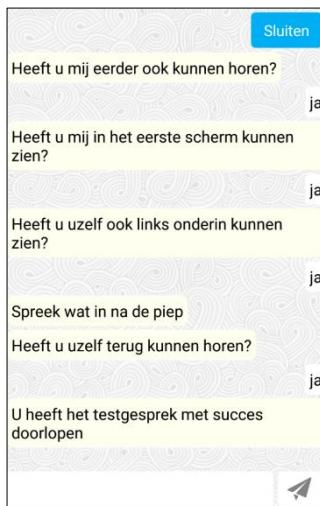 Sluiten
Heeft u mij eerder ook kunnen horen?
ja
Heeft u mij in het eerste scherm kunnen
zien?
ja
Heeft u uzelf ook links onderin kunnen
zien?
ja
Spreek wat in na de piep
Heeft u uzelf terug kunnen horen?
ja
U heeft het testgesprek met succes
doorlopen